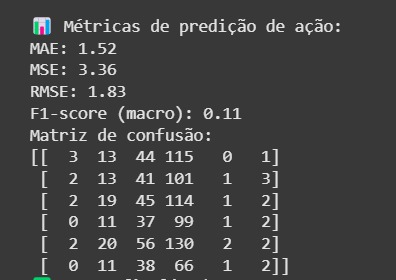 📊 Métricas de predição de ação:
MAE: 1.52
MSE: 3.36
RMSE: 1.83
F1-score (macro): 0.11
Matriz de confusão:
[[  3  13  44 115   0   1]
 [  2  13  41 101   1   3]
 [  2  19  45 114   1   2]
 [  0  11  37  99   1   2]
 [  2  20  56 130   2   2]
 [  0  11  38  66   1   2]]